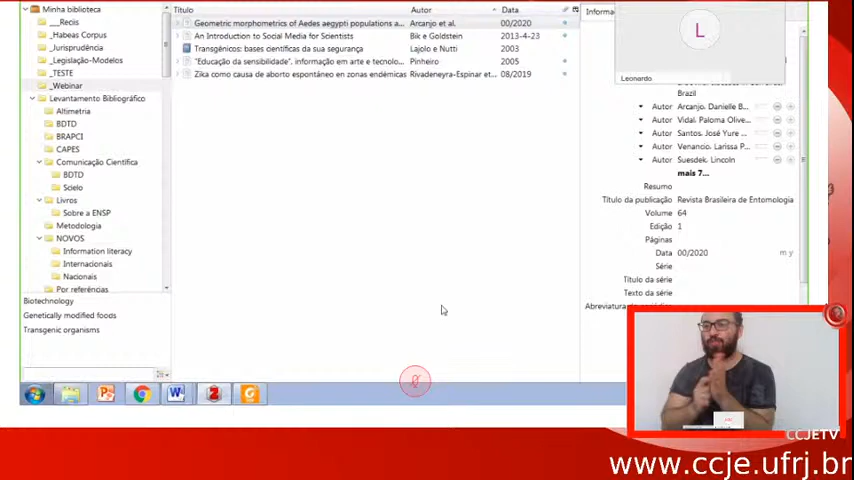 Minha biblioteca
___Recis
_Habeas Corpus
_Jurisprudência
_Legislação-Modelos
_TESTE
_Webinar
Levantamento Bibliográfico
Altimetria
BDTD
BRAPCI
CAPES
Comunicação Científica
BDTD
Scielo
Livros
Sobre a ENSP
Metodologia
NOVOS
Information literacy
Internacionais
Nacionais
Por referências
Biotechnology
Genetically modified foods
Transgenic organisms
Título Autor Data
Geometric morphometrics of Aedes aegypti populations a... Arcanjo et al. 00/2020
An Introduction to Social Media for Scientists Bik e Goldstein 2013-4-23
Transgênicos: bases científicas da sua segurança Lajolo e Nutti 2003
"Educação da sensibilidade", informação em arte e tecnolo... Pinheiro 2005
Zika como causa de aborto espontáneo en zonas endémicas Rivadeneyra-Espinar et... 08/2019
Informa
L
Leonardo
Brazil
Autor Arcanjo, Danielle B...
Autor Vidal, Paloma Olive...
Autor Santos, José Yure ...
Autor Venancio, Larissa P...
Autor Suesdek, Lincoln
mais 7...
Resumo
Título da publicação Revista Brasileira de Entomologia
Volume 64
Edição 1
Páginas
Data 00/2020 m y
Série
Título da série
Texto da série
Abreviatura
CCJETV
www.ccje.ufrj.br